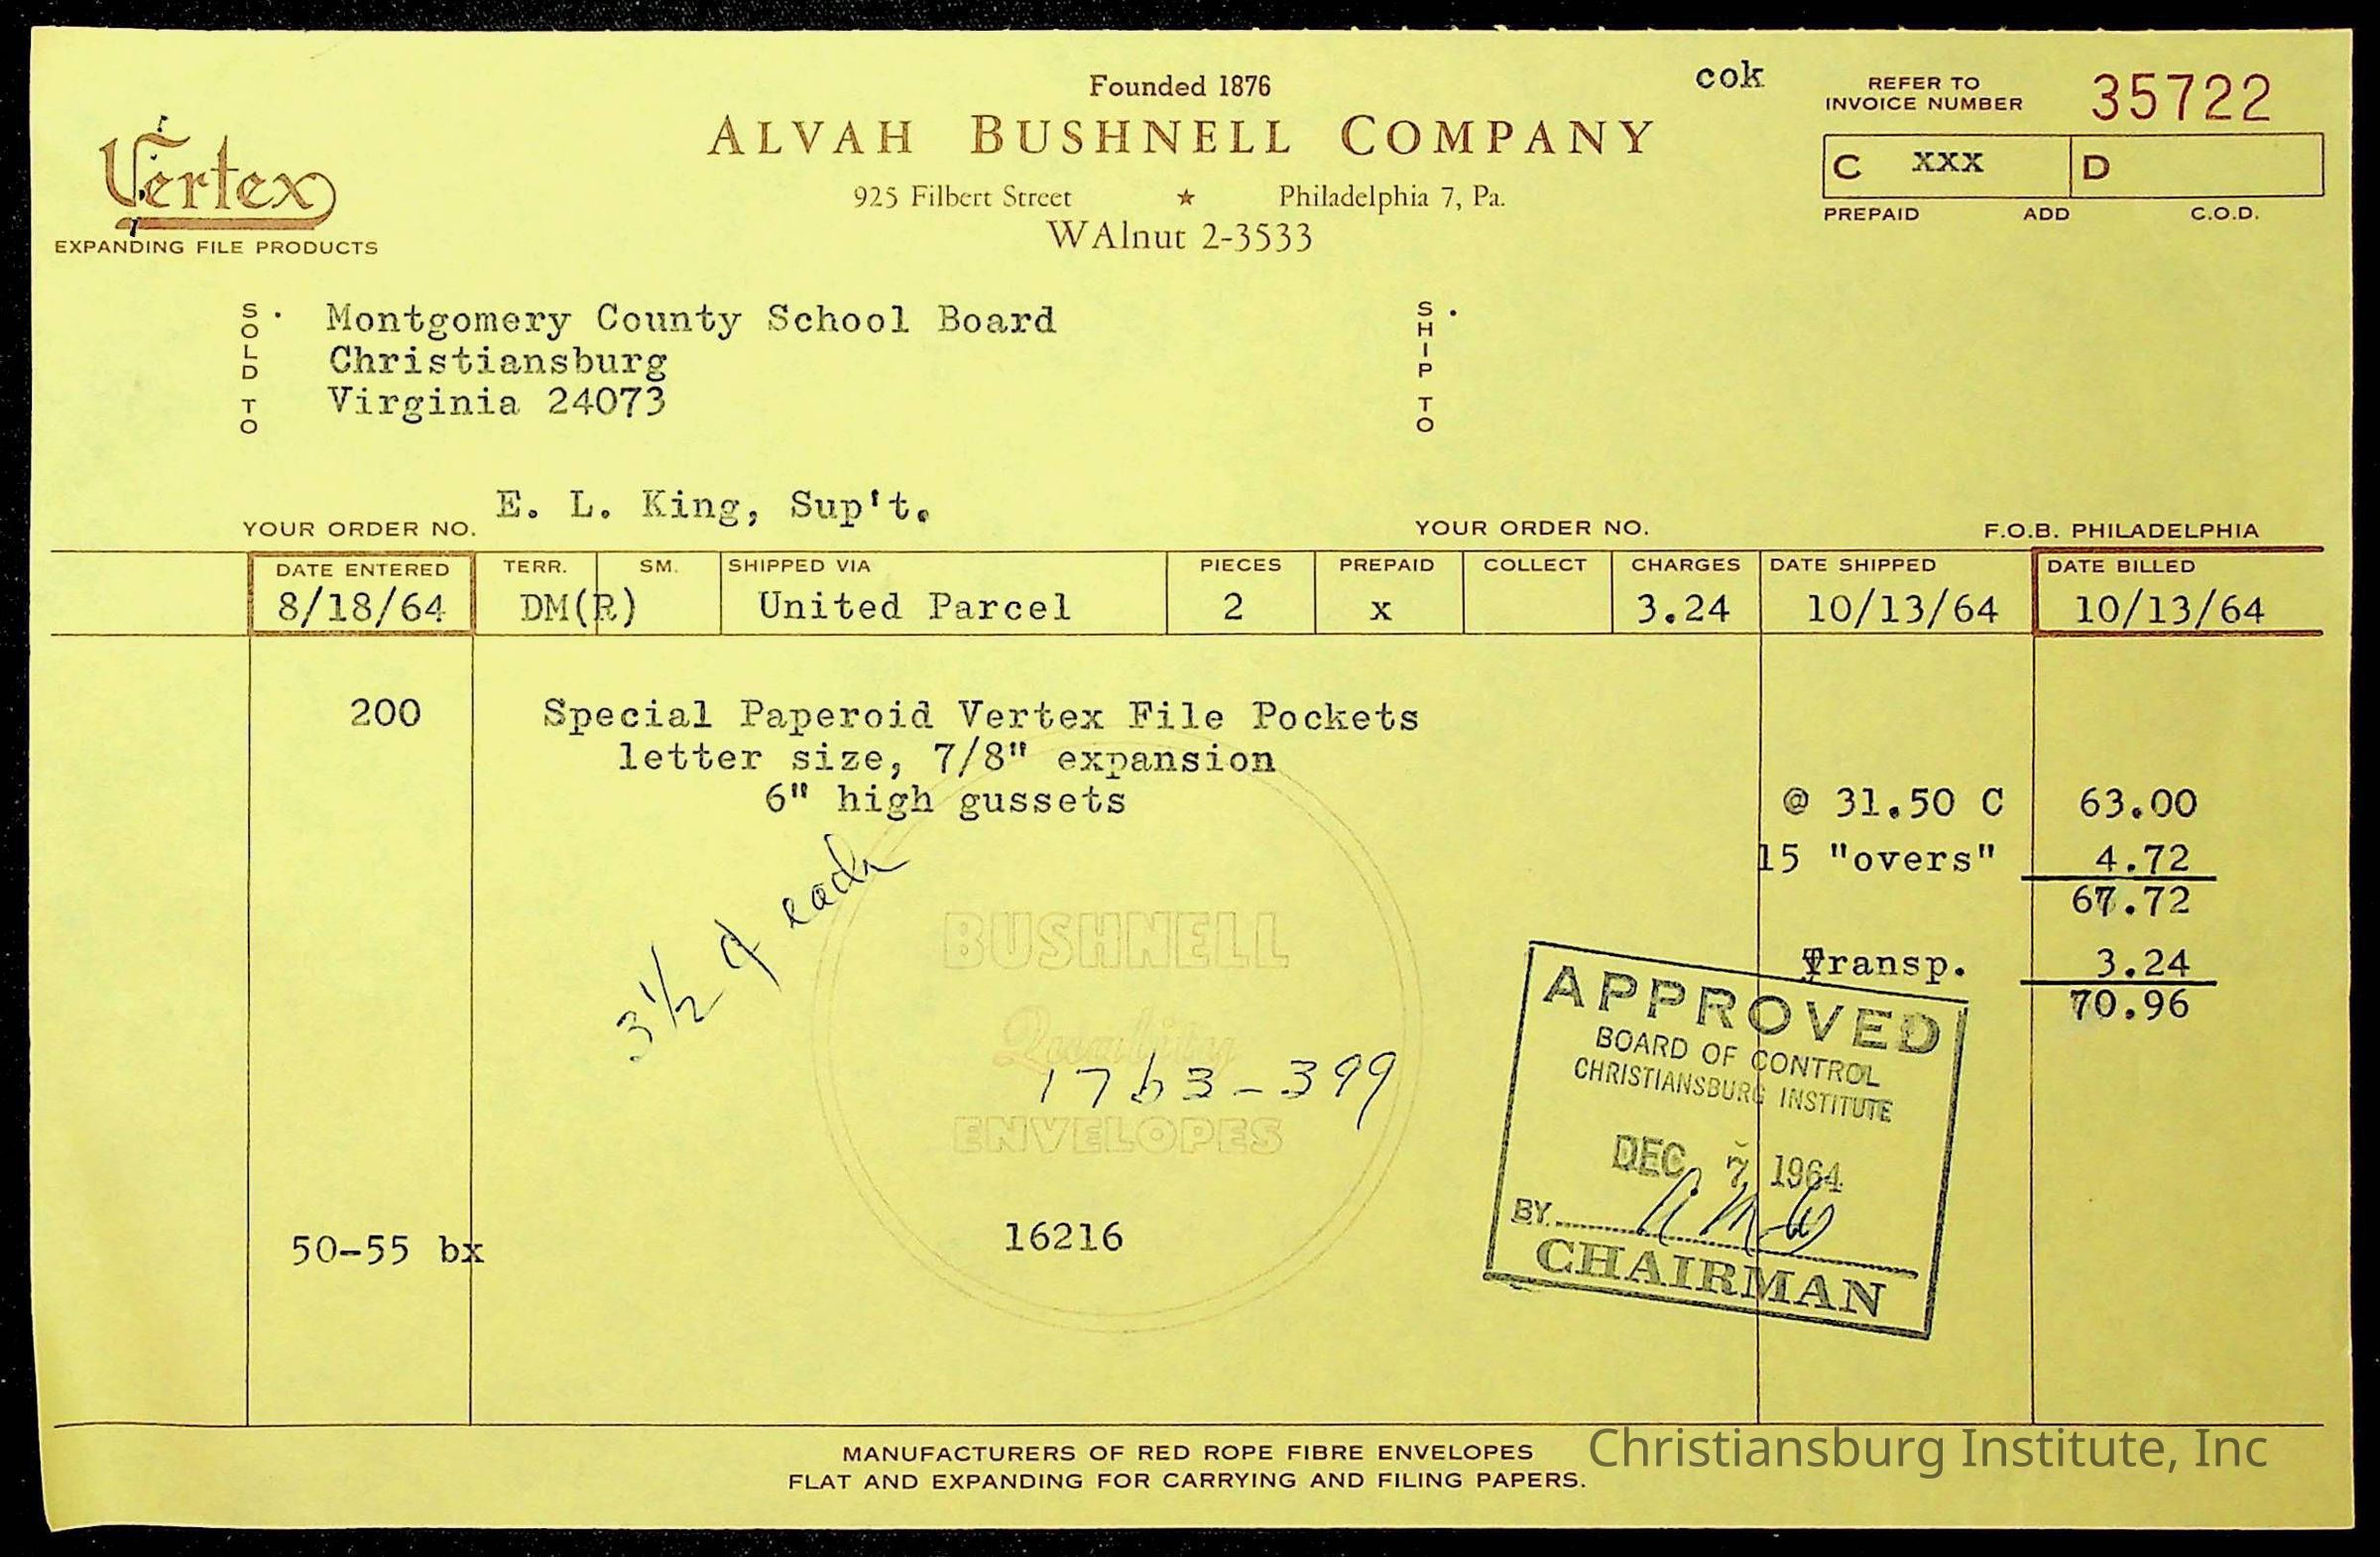 Founded 1876
cok
REFER TO
INVOICE NUMBER
35722
Vertex
EXPANDING FILE PRODUCTS
ALVAH BUSHNELL COMPANY
925 Filbert Street ★ Philadelphia 7, Pa.
WAlnut 2-3533
C XXX D
PREPAID ADD C.O.D.
SOLD TO
Montgomery County School Board
Christiansburg
Virginia 24073
SHIP TO
E. L. King, Sup't.
YOUR ORDER NO.
YOUR ORDER NO.
F.O.B. PHILADELPHIA
DATE ENTERED TERR. SM. SHIPPED VIA PIECES PREPAID COLLECT CHARGES DATE SHIPPED DATE BILLED
8/18/64 DM(R) United Parcel 2 x 3.24 10/13/64 10/13/64
200 Special Paperoid Vertex File Pockets
letter size, 7/8" expansion
6" high gussets @ 31.50 C 63.00
15 "overs" 4.72
67.72
Transp. 3.24
70.96
3 1/2 ¢ each
BUSHNELL
Quality
ENVELOPES
1763-399
APPROVED
BOARD OF CONTROL
CHRISTIANSBURG INSTITUTE
DEC 7 1964
BY
CHAIRMAN
50-55 bx 16216
MANUFACTURERS OF RED ROPE FIBRE ENVELOPES
FLAT AND EXPANDING FOR CARRYING AND FILING PAPERS.
Christiansburg Institute, Inc